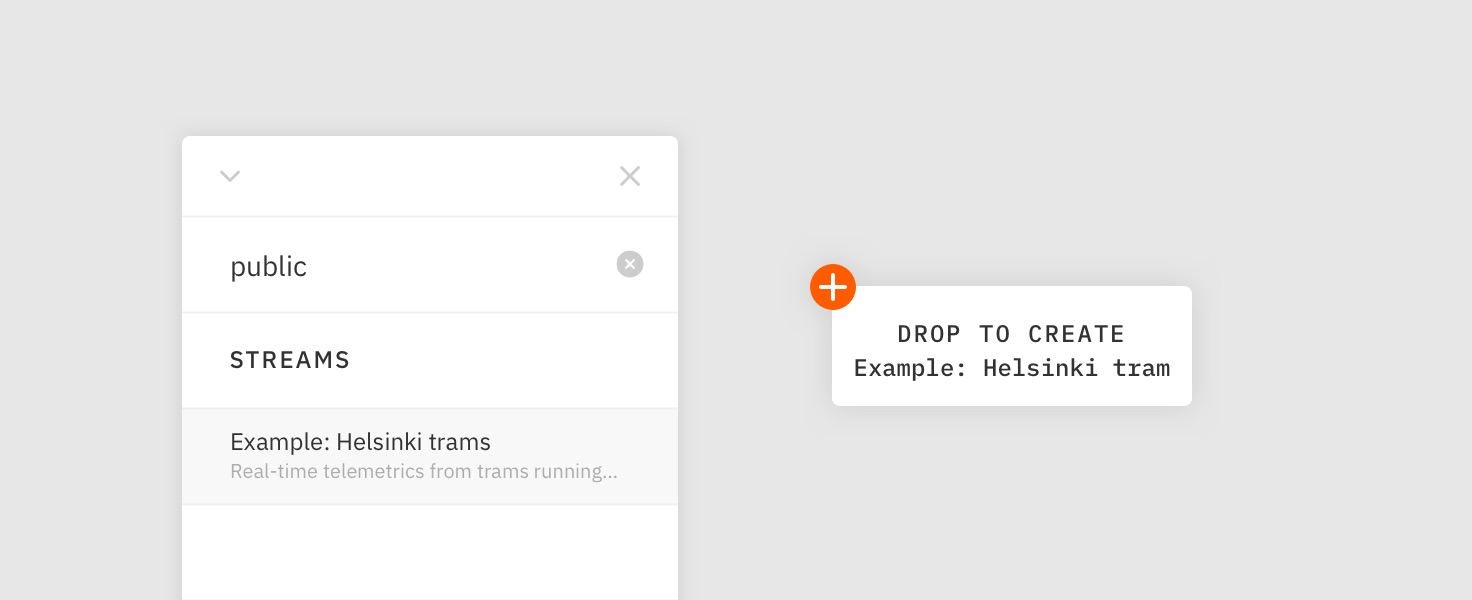 public
STREAMS
Example: Helsinki trams
Real-time telemetrics from trams running...
DROP TO CREATE
Example: Helsinki tram